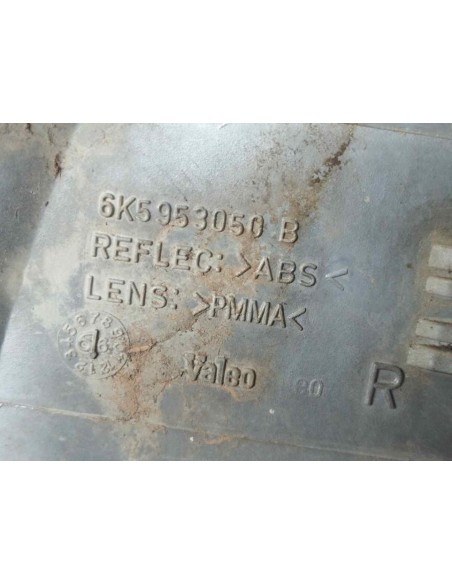 6K5953050 B
REFLEC: >ABS<
LENS: >PMMA<
Valeo
R